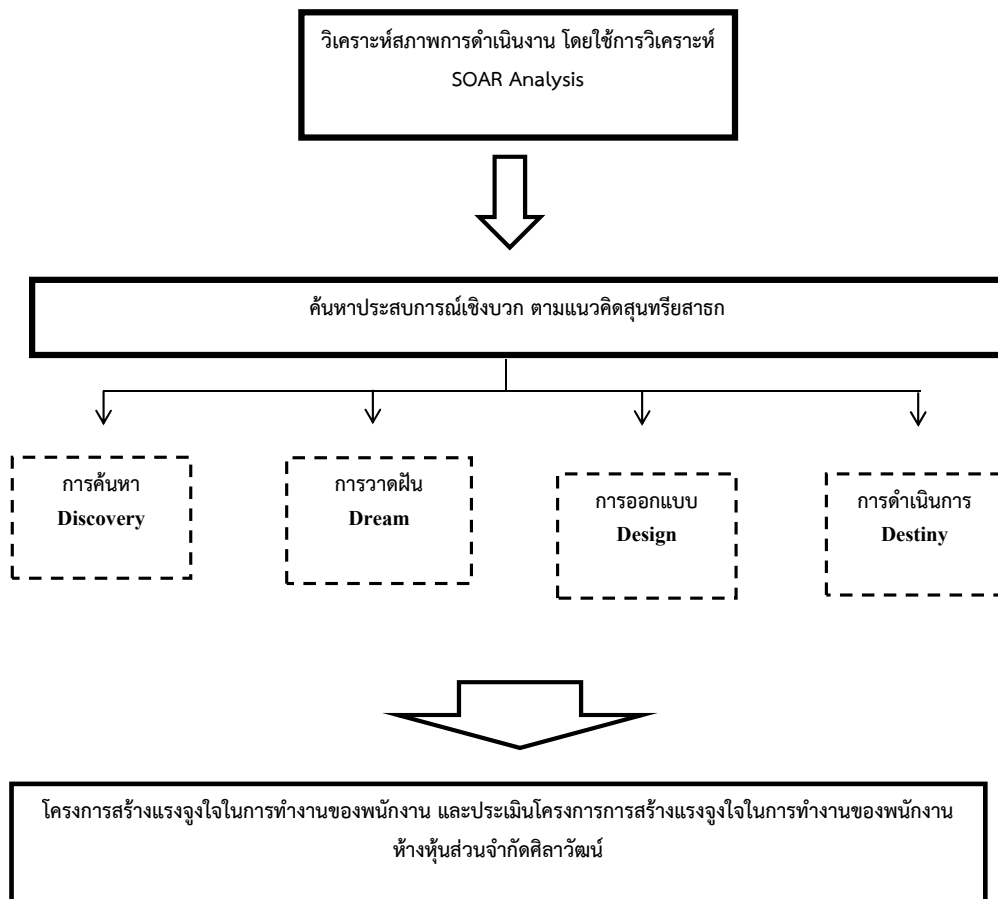 วิเคราะห์สภาพการดำเนินงาน โดยใช้การวิเคราะห์
SOAR Analysis
ค้นหาประสบการณ์เชิงบวก ตามแนวคิดสุนทรียสาธก
การค้นหา
Discovery
การวาดฝัน
Dream
การออกแบบ
Design
การดำเนินการ
Destiny
โครงการสร้างแรงจูงใจในการทำงานของพนักงาน และประเมินโครงการการสร้างแรงจูงใจในการทำงานของพนักงาน
ห้างหุ้นส่วนจำกัดศิลาวัฒน์